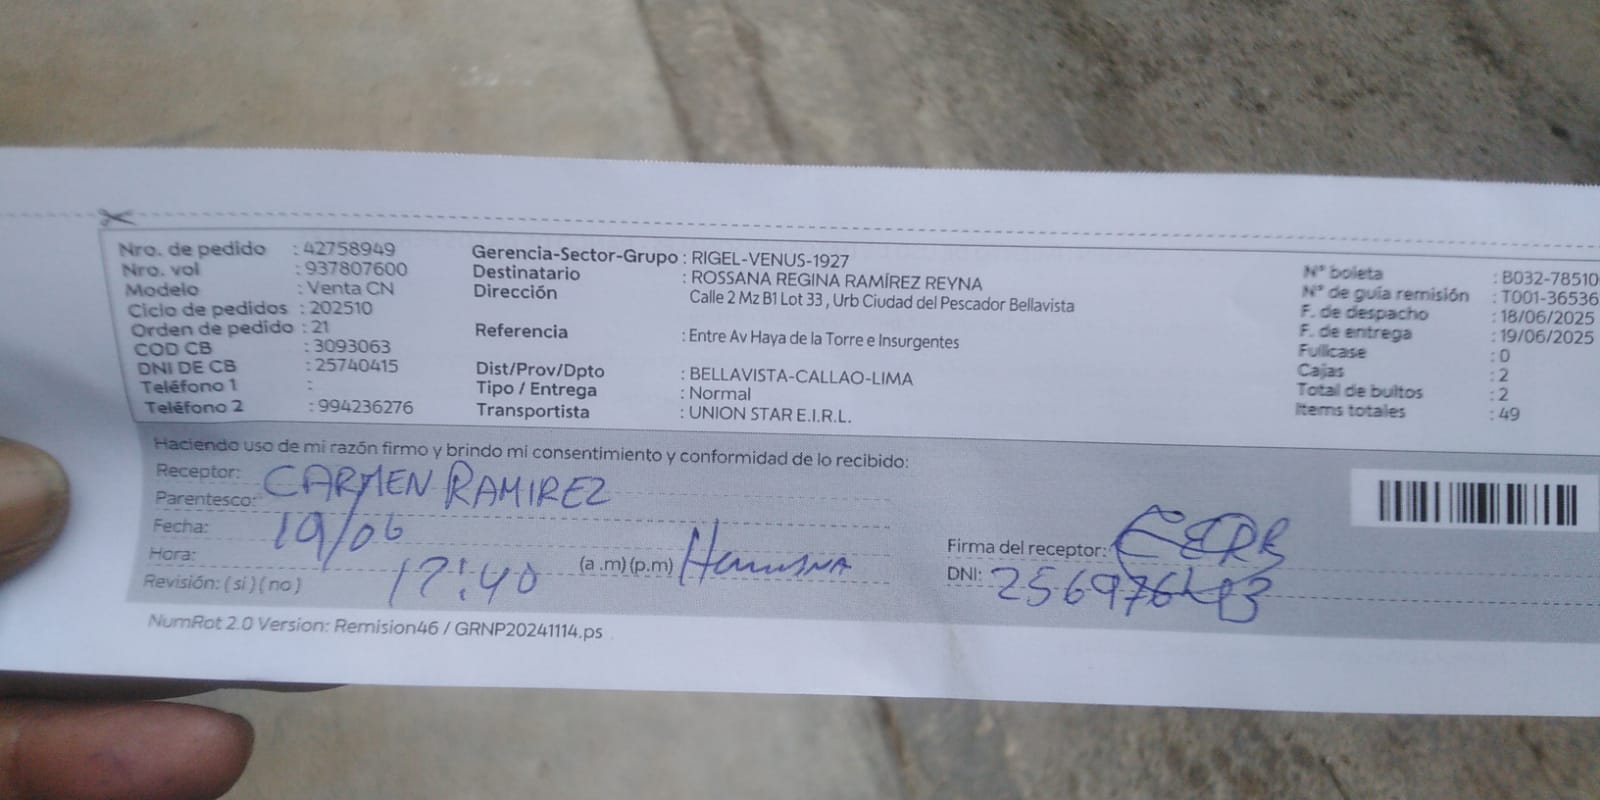 Nro. de pedido : 42758949
Nro. vol : 937807600
Modelo : Venta CN
Ciclo de pedidos : 202510
Orden de pedido : 21
COD CB : 3093063
DNI DE CB : 25740415
Teléfono 1 :
Teléfono 2 : 994236276
Gerencia-Sector-Grupo : RIGEL-VENUS-1927
Destinatario : ROSSANA REGINA RAMÍREZ REYNA
Dirección Calle 2 Mz B1 Lot 33 , Urb Ciudad del Pescador Bellavista
Referencia : Entre Av Haya de la Torre e Insurgentes
Dist/Prov/Dpto : BELLAVISTA-CALLAO-LIMA
Tipo / Entrega : Normal
Transportista : UNION STAR E.I.R.L.
N° boleta : B032-78510
N° de guía remisión : T001-36536
F. de despacho : 18/06/2025
F. de entrega : 19/06/2025
Fullcase : 0
Cajas : 2
Total de bultos : 2
Items totales : 49
Haciendo uso de mi razón firmo y brindo mi consentimiento y conformidad de lo recibido:
Receptor: CARMEN RAMIREZ
Parentesco:
Fecha: 19/06
Hora: 17:40 (a .m) (p.m)
Revisión: ( si ) ( no )
Firma del receptor:
DNI:
NumRot 2.0 Version: Remision46 / GRNP20241114.ps